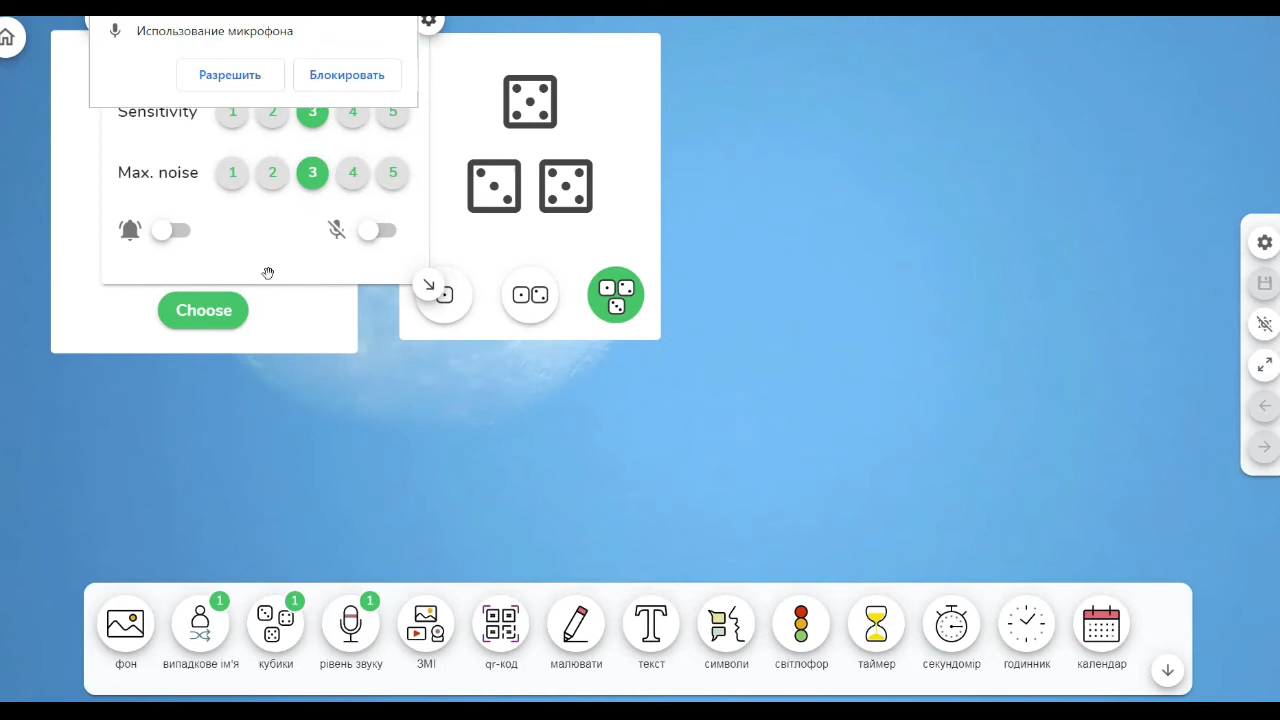 Использование микрофона
Разрешить Блокировать
Sensitivity 1 2 3 4 5
Max. noise 1 2 3 4 5
Choose
1 1 1
фон випадкове ім'я кубики рівень звуку ЗМІ qr-код малювати текст символи світлофор таймер секундомір годинник календар